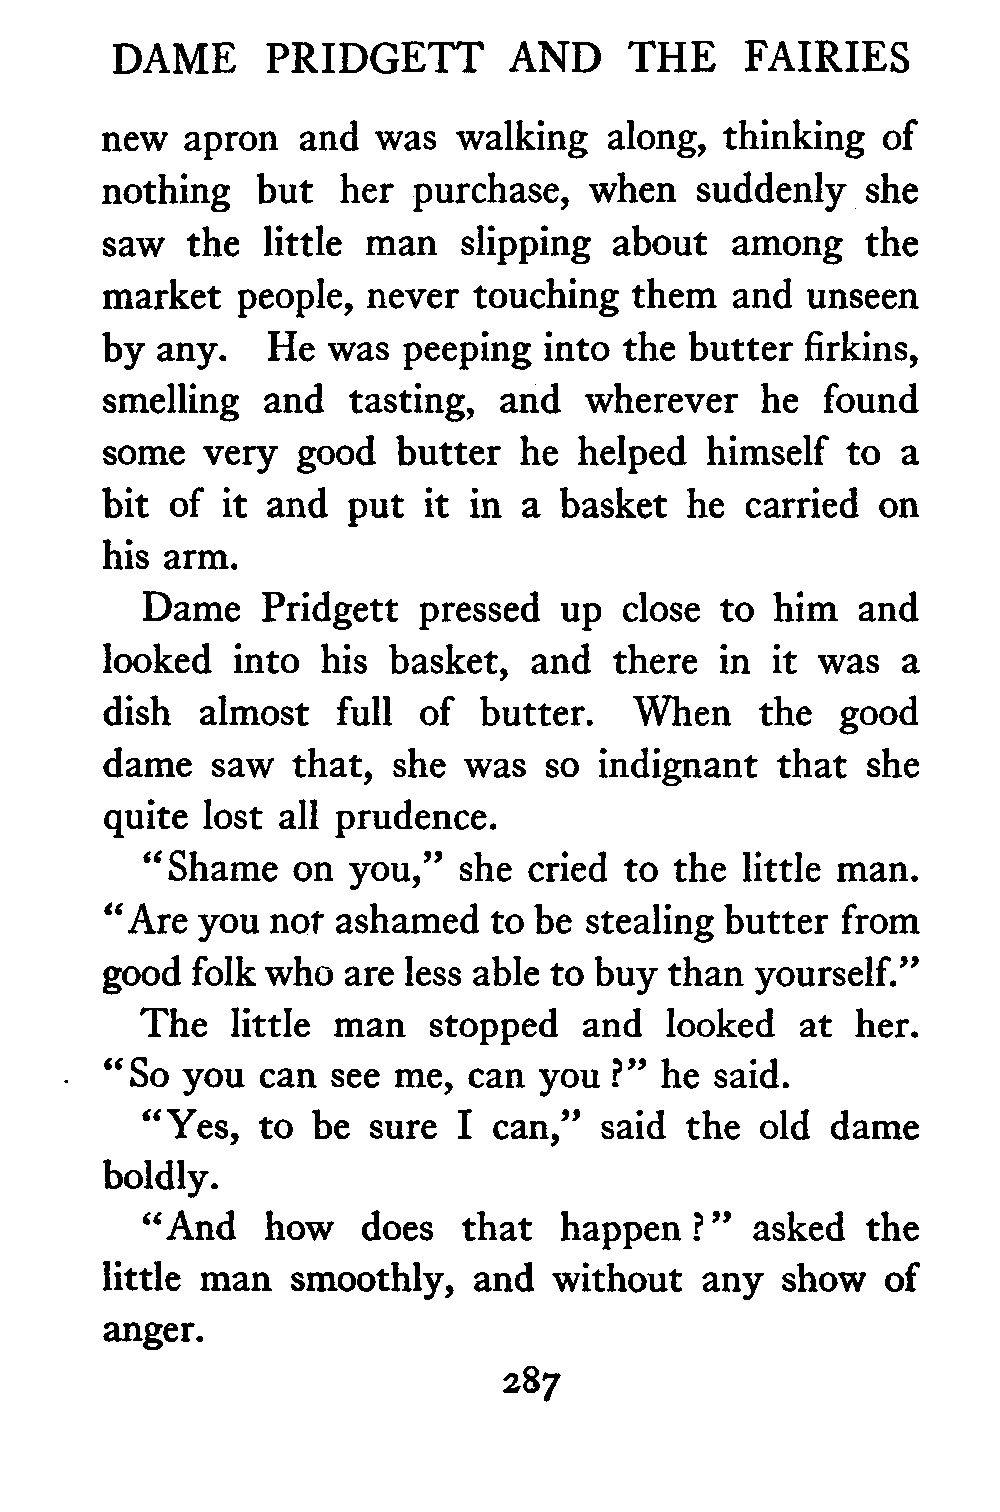 DAME PRIDGETT AND THE FAIRIES
new apron and was walking along, thinking of
nothing but her purchase, when suddenly she
saw the little man slipping about among the
market people, never touching them and unseen
by any. He was peeping into the butter firkins,
smelling and tasting, and wherever he found
some very good butter he helped himself to a
bit of it and put it in a basket he carried on
his arm.
Dame Pridgett pressed up close to him and
looked into his basket, and there in it was a
dish almost full of butter. When the good
dame saw that, she was so indignant that she
quite lost all prudence.
“Shame on you,” she cried to the little man.
“Are you not ashamed to be stealing butter from
good folk who are less able to buy than yourself.”
The little man stopped and looked at her.
“So you can see me, can you ?” he said.
“Yes, to be sure I can,” said the old dame
boldly.
“And how does that happen ?” asked the
little man smoothly, and without any show of
anger.
287